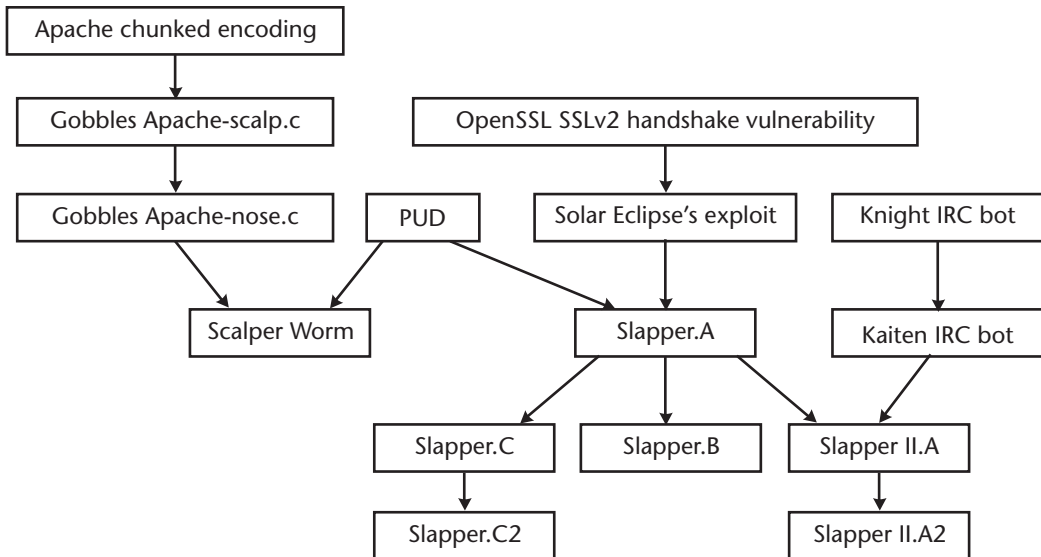 Apache chunked encoding
Gobbles Apache-scalp.c
OpenSSL SSLv2 handshake vulnerability
Gobbles Apache-nose.c
PUD
Solar Eclipse's exploit
Knight IRC bot
Scalper Worm
Slapper.A
Kaiten IRC bot
Slapper.C
Slapper.B
Slapper II.A
Slapper.C2
Slapper II.A2